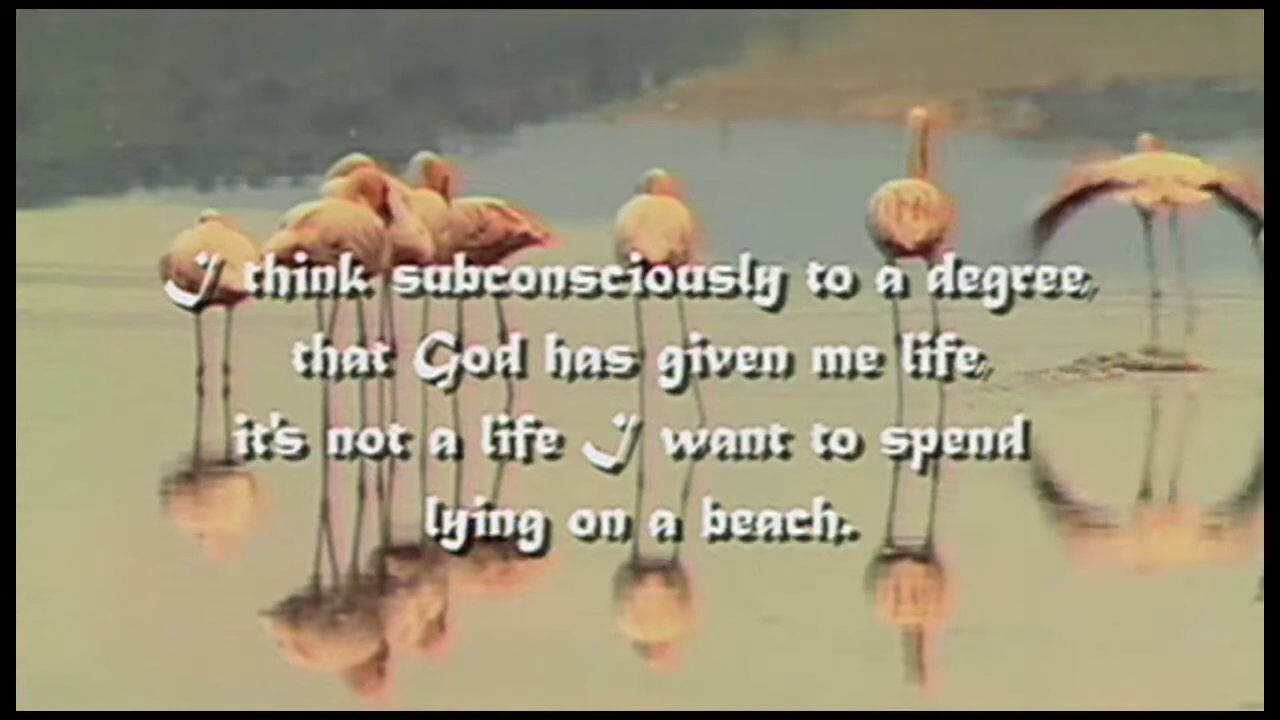 I think subconsciously to a degree,
that God has given me life,
it's not a life I want to spend
lying on a beach.